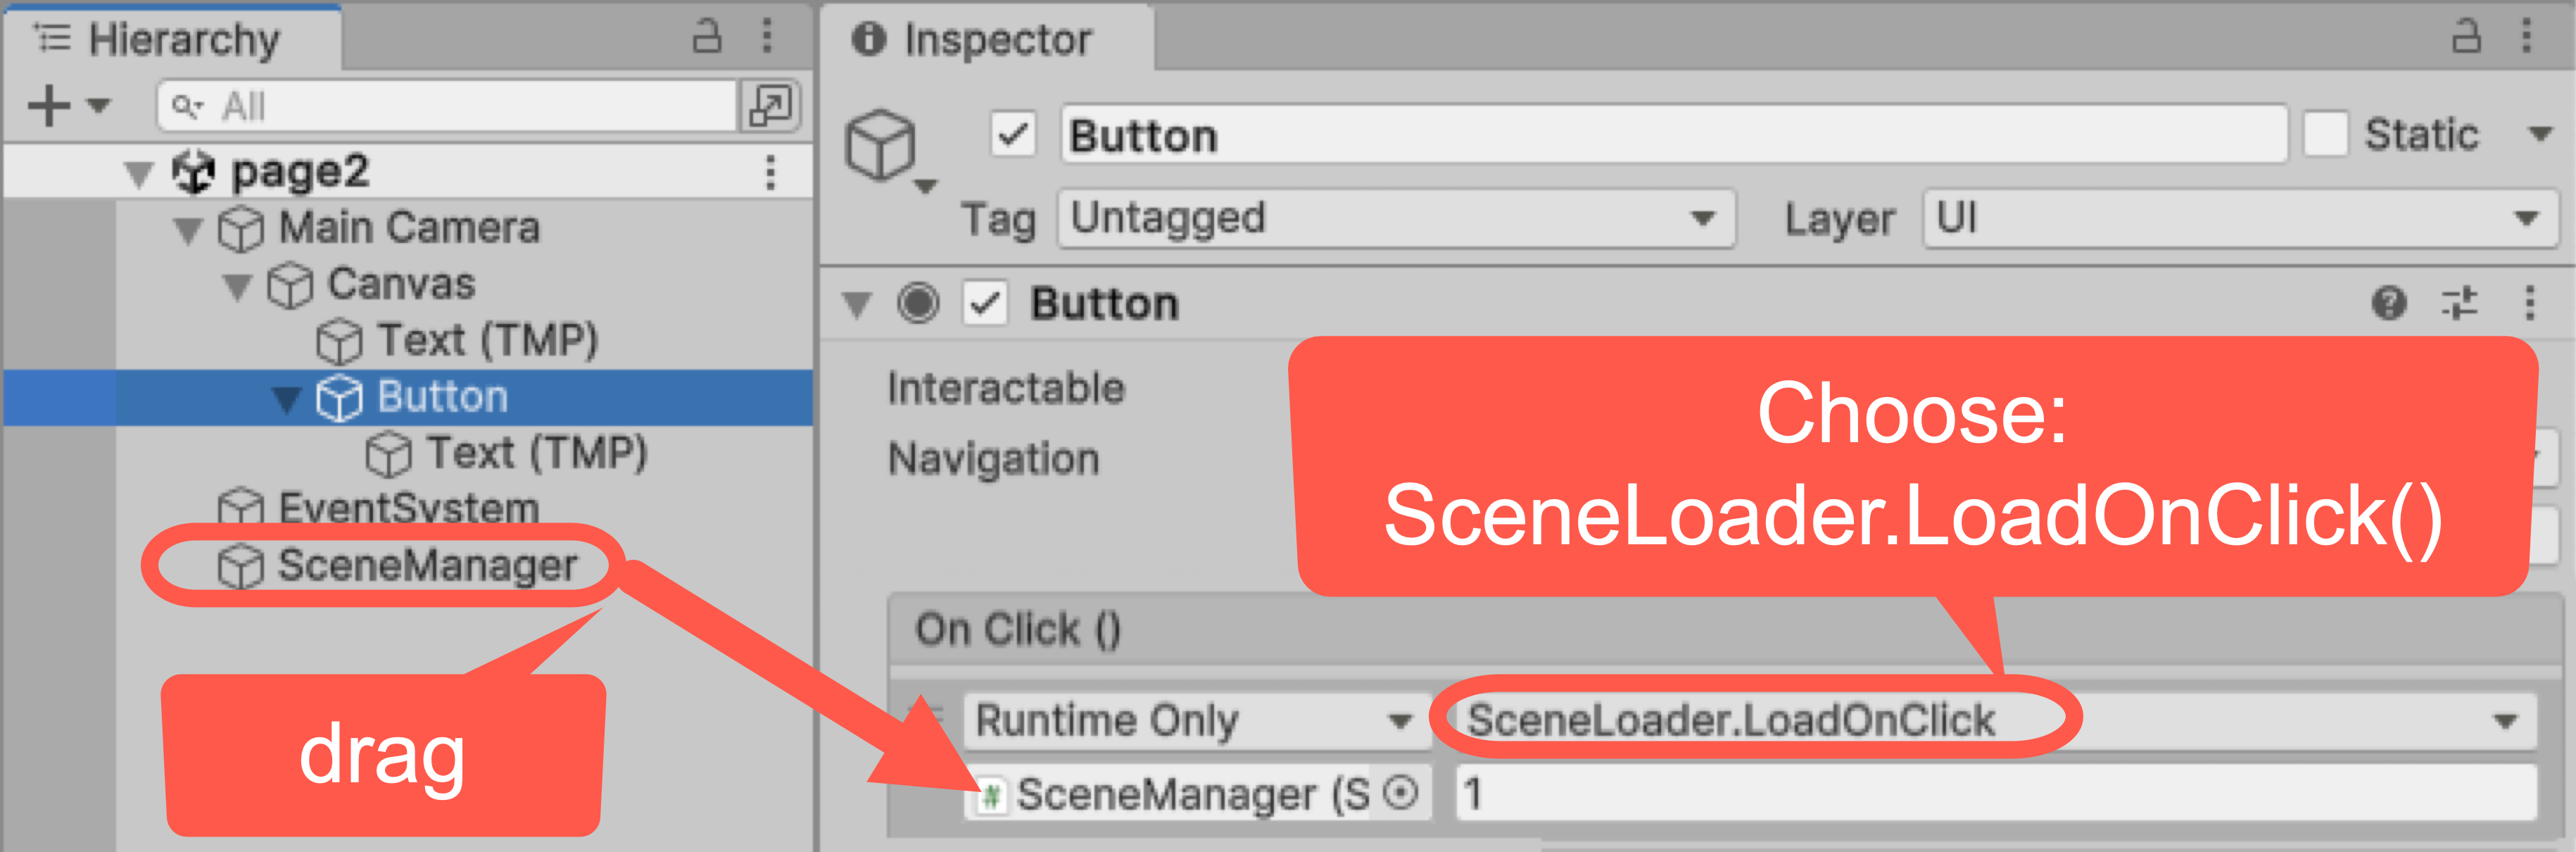 Hierarchy
All
page2
Main Camera
Canvas
Text (TMP)
Button
Text (TMP)
EventSystem
SceneManager
drag
Inspector
Button
Static
Tag Untagged Layer UI
Button
Interactable
Navigation
Choose:
SceneLoader.LoadOnClick()
On Click ()
Runtime Only SceneLoader.LoadOnClick
SceneManager (S 1